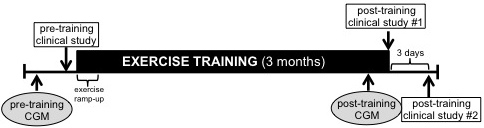 pre-training
clinical study
post-training
clinical study #1
EXERCISE TRAINING (3 months)
3 days
exercise
ramp-up
pre-training
CGM
post-training
CGM
post-training
clinical study #2